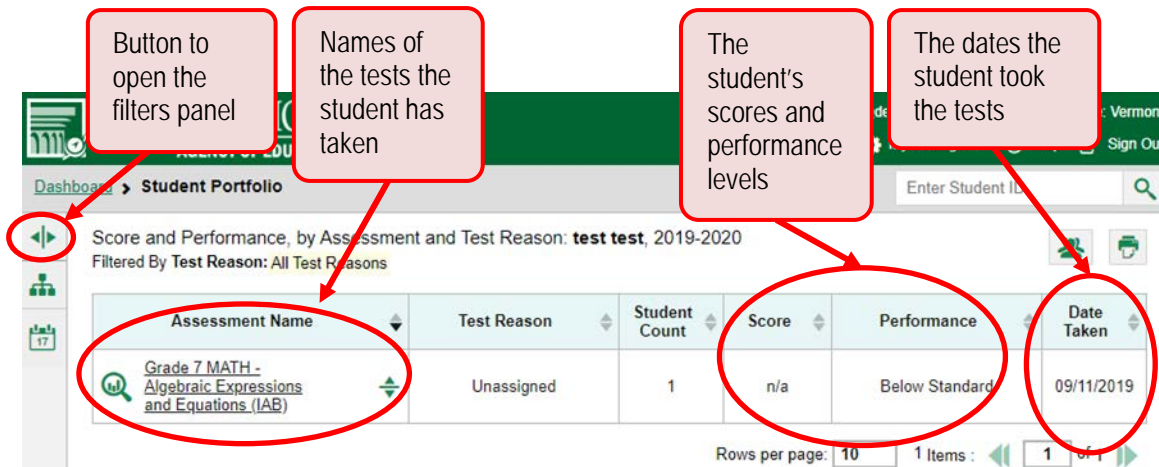 Button to
open the
filters panel
Names of
the tests the
student has
taken
The
student's
scores and
performance
levels
The dates the
student took
the tests
Vermon
Sign Ou
Dashboard > Student Portfolio
Enter Student ID
Score and Performance, by Assessment and Test Reason: test test, 2019-2020
Filtered By Test Reason: All Test Reasons
Assessment Name
Test Reason
Student
Count
Score
Performance
Date
Taken
17
Grade 7 MATH -
Algebraic Expressions
and Equations (IAB)
Unassigned
1
n/a
Below Standard
09/11/2019
Rows per page: 10 1 Items : 1 of 1